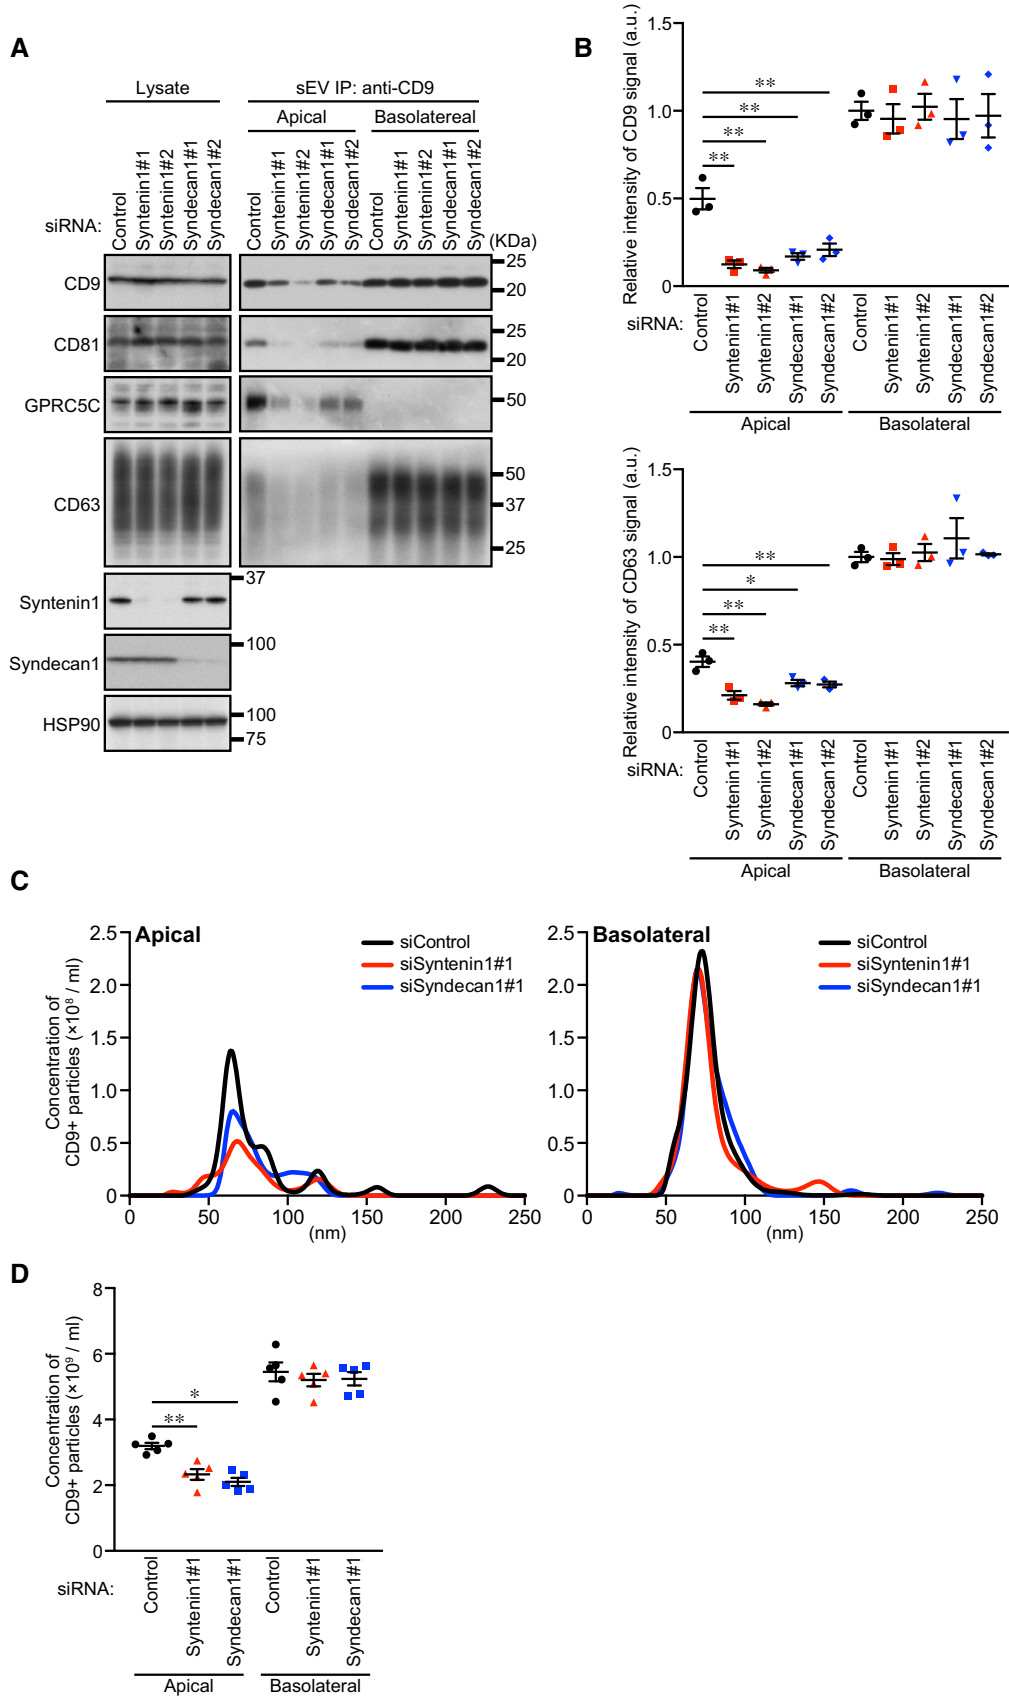 A
Lysate
sEV IP: anti-CD9
Apical
Basolatereal
siRNA:
Control
Syntenin1#1
Syntenin1#2
Syndecan1#1
Syndecan1#2
Control
Syntenin1#1
Syntenin1#2
Syndecan1#1
Syndecan1#2
Control
Syntenin1#1
Syntenin1#2
Syndecan1#1
Syndecan1#2
(KDa)
CD9
25
20
CD81
25
20
GPRC5C
50
CD63
50
37
25
Syntenin1
37
Syndecan1
100
HSP90
100
75
B
Relative intensity of CD9 signal (a.u.)
1.5
1.0
0.5
0
**
**
**
**
siRNA:
Control
Syntenin1#1
Syntenin1#2
Syndecan1#1
Syndecan1#2
Control
Syntenin1#1
Syntenin1#2
Syndecan1#1
Syndecan1#2
Apical
Basolateral
Relative intensity of CD63 signal (a.u.)
1.5
1.0
0.5
0
**
*
**
**
siRNA:
Control
Syntenin1#1
Syntenin1#2
Syndecan1#1
Syndecan1#2
Control
Syntenin1#1
Syntenin1#2
Syndecan1#1
Syndecan1#2
Apical
Basolateral
C
Concentration of
CD9+ particles (×10⁸ / ml)
2.5
2.0
1.5
1.0
0.5
0
Apical
siControl
siSyntenin1#1
siSyndecan1#1
0
50
100
150
200
250
(nm)
2.5
2.0
1.5
1.0
0.5
0
Basolateral
siControl
siSyntenin1#1
siSyndecan1#1
0
50
100
150
200
250
(nm)
D
Concentration of
CD9+ particles (×10⁹ / ml)
8
6
4
2
0
*
**
siRNA:
Control
Syntenin1#1
Syndecan1#1
Control
Syntenin1#1
Syndecan1#1
Apical
Basolateral